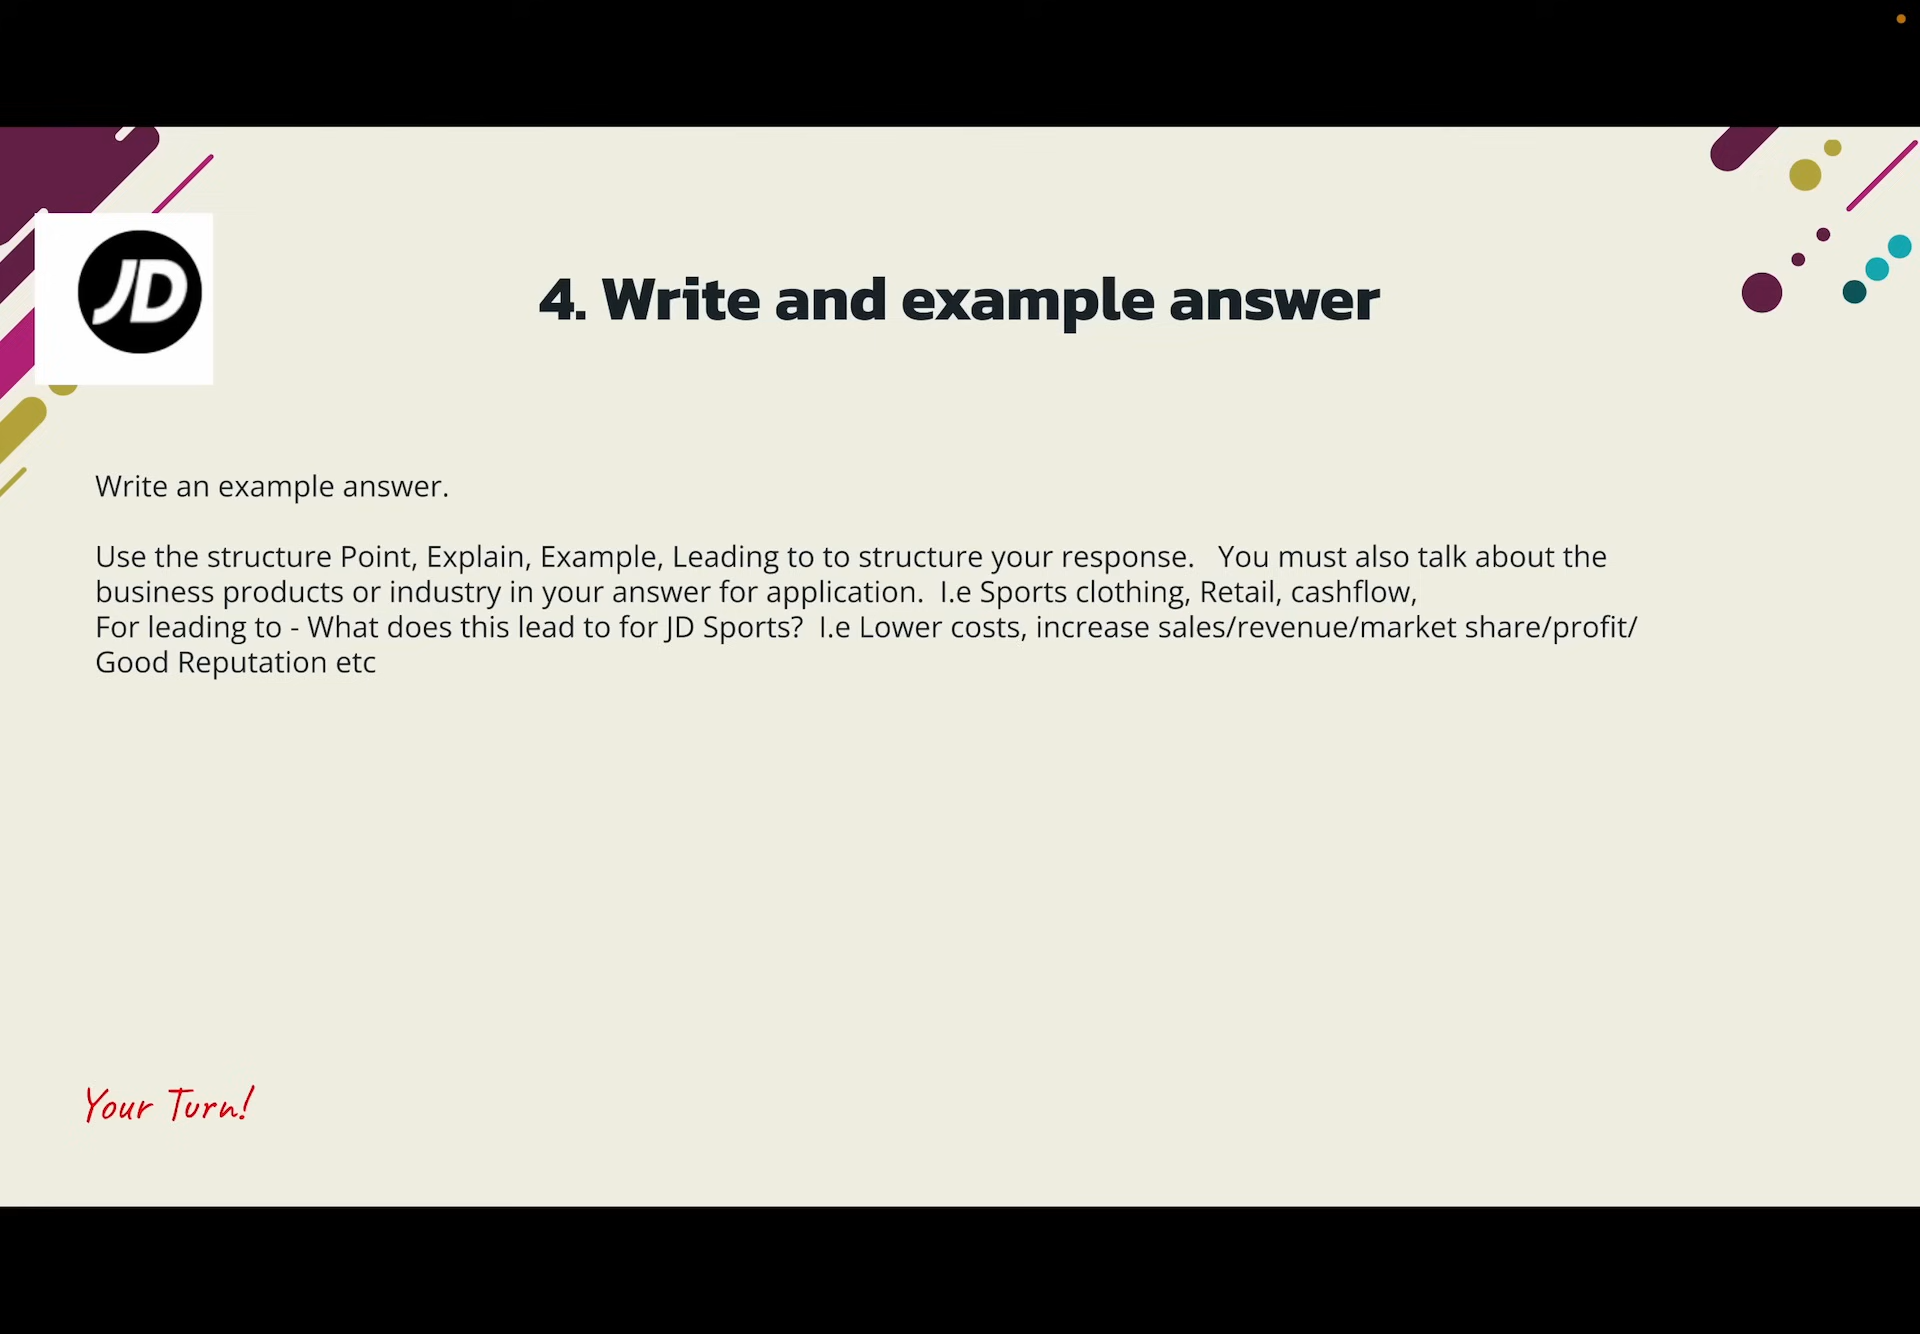 JD
4. Write and example answer
Write an example answer.
Use the structure Point, Explain, Example, Leading to to structure your response.   You must also talk about the
business products or industry in your answer for application.  I.e Sports clothing, Retail, cashflow,
For leading to - What does this lead to for JD Sports?  I.e Lower costs, increase sales/revenue/market share/profit/
Good Reputation etc
Your Turn!